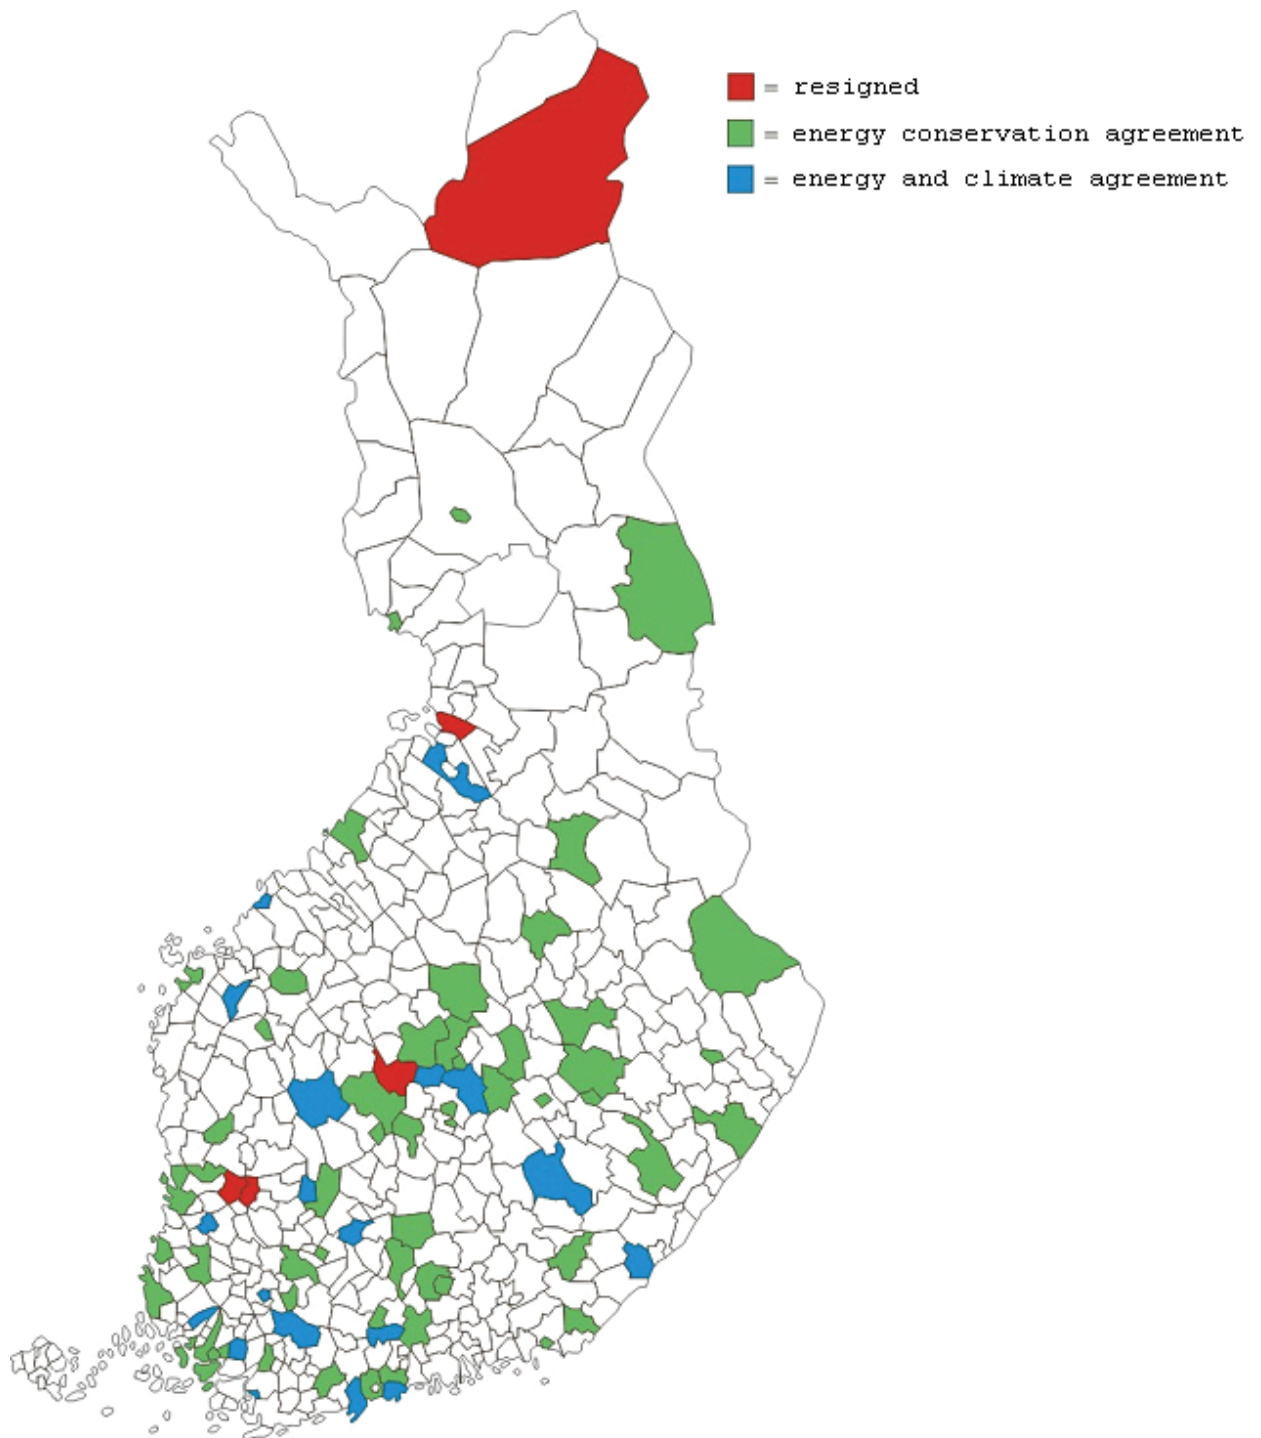 = resigned
= energy conservation agreement
= energy and climate agreement